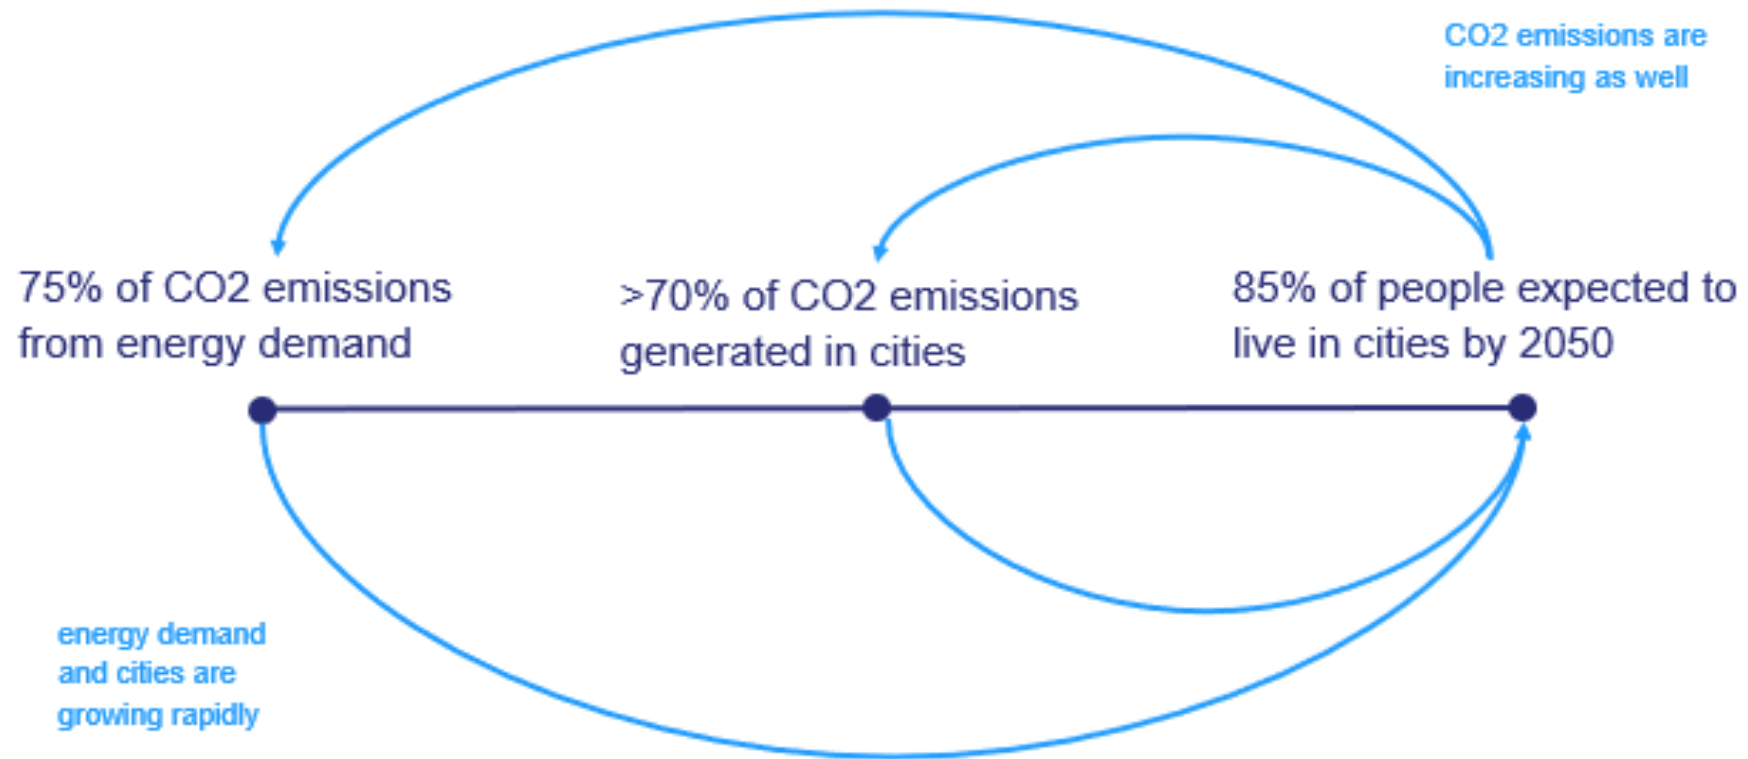 CO2 emissions are
increasing as well
75% of CO2 emissions
from energy demand
>70% of CO2 emissions
generated in cities
85% of people expected to
live in cities by 2050
energy demand
and cities are
growing rapidly